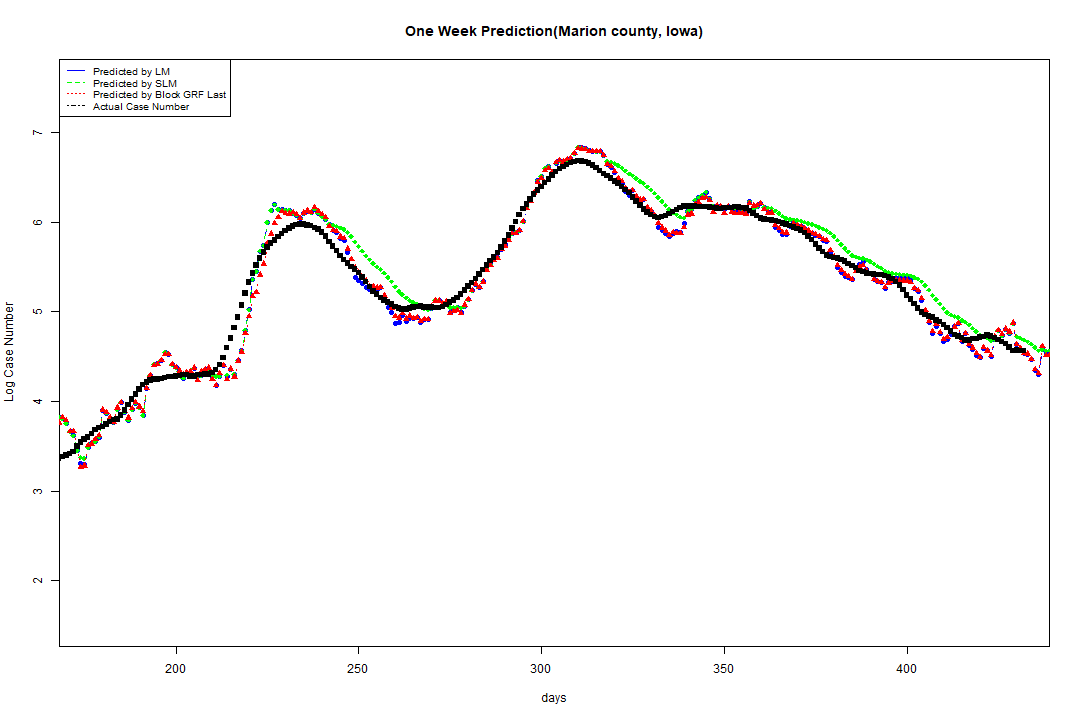 One Week Prediction(Marion county, Iowa)
Predicted by LM
Predicted by SLM
Predicted by Block GRF Last
Actual Case Number
Log Case Number
7
6
5
4
3
2
200 250 300 350 400
days